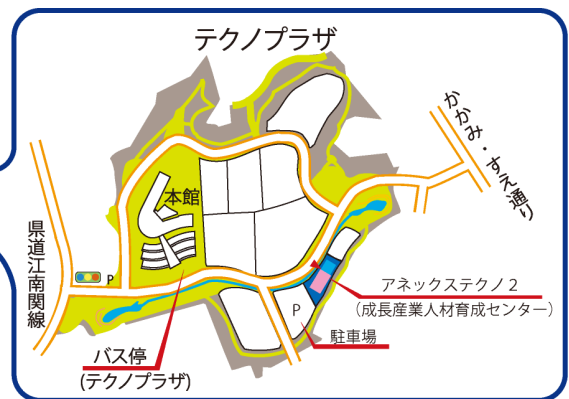 テクノプラザ
かかみ・すえ通り
本館
県道江南関線
P
アネックステクノ2
（成長産業人材育成センター）
P
駐車場
バス停
(テクノプラザ)